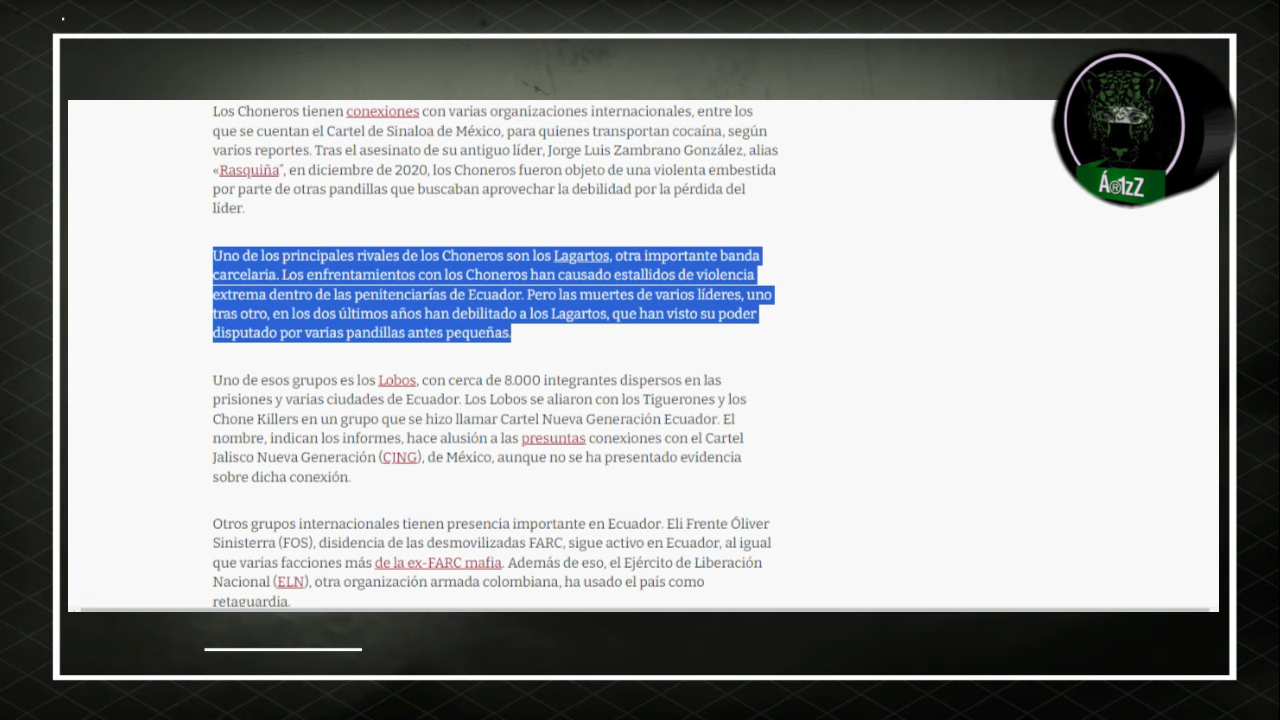 Los Choneros tienen conexiones con varias organizaciones internacionales, entre los
que se cuentan el Cartel de Sinaloa de México, para quienes transportan cocaína, según
varios reportes. Tras el asesinato de su antiguo líder, Jorge Luis Zambrano González, alias
«Rasquiña", en diciembre de 2020, los Choneros fueron objeto de una violenta embestida
por parte de otras pandillas que buscaban aprovechar la debilidad por la pérdida del
líder.
Uno de los principales rivales de los Choneros son los Lagartos, otra importante banda
carcelaria. Los enfrentamientos con los Choneros han causado estallidos de violencia
extrema dentro de las penitenciarías de Ecuador. Pero las muertes de varios líderes, uno
tras otro, en los dos últimos años han debilitado a los Lagartos, que han visto su poder
disputado por varias pandillas antes pequeñas.
Uno de esos grupos es los Lobos, con cerca de 8.000 integrantes dispersos en las
prisiones y varias ciudades de Ecuador. Los Lobos se aliaron con los Tiguerones y los
Chone Killers en un grupo que se hizo llamar Cartel Nueva Generación Ecuador. El
nombre, indican los informes, hace alusión a las presuntas conexiones con el Cartel
Jalisco Nueva Generación (CJNG), de México, aunque no se ha presentado evidencia
sobre dicha conexión.
Otros grupos internacionales tienen presencia importante en Ecuador. Eli Frente Óliver
Sinisterra (FOS), disidencia de las desmovilizadas FARC, sigue activo en Ecuador, al igual
que varias facciones más de la ex-FARC mafia. Además de eso, el Ejército de Liberación
Nacional (ELN), otra organización armada colombiana, ha usado el país como
retaguardia.
Á®1zZ